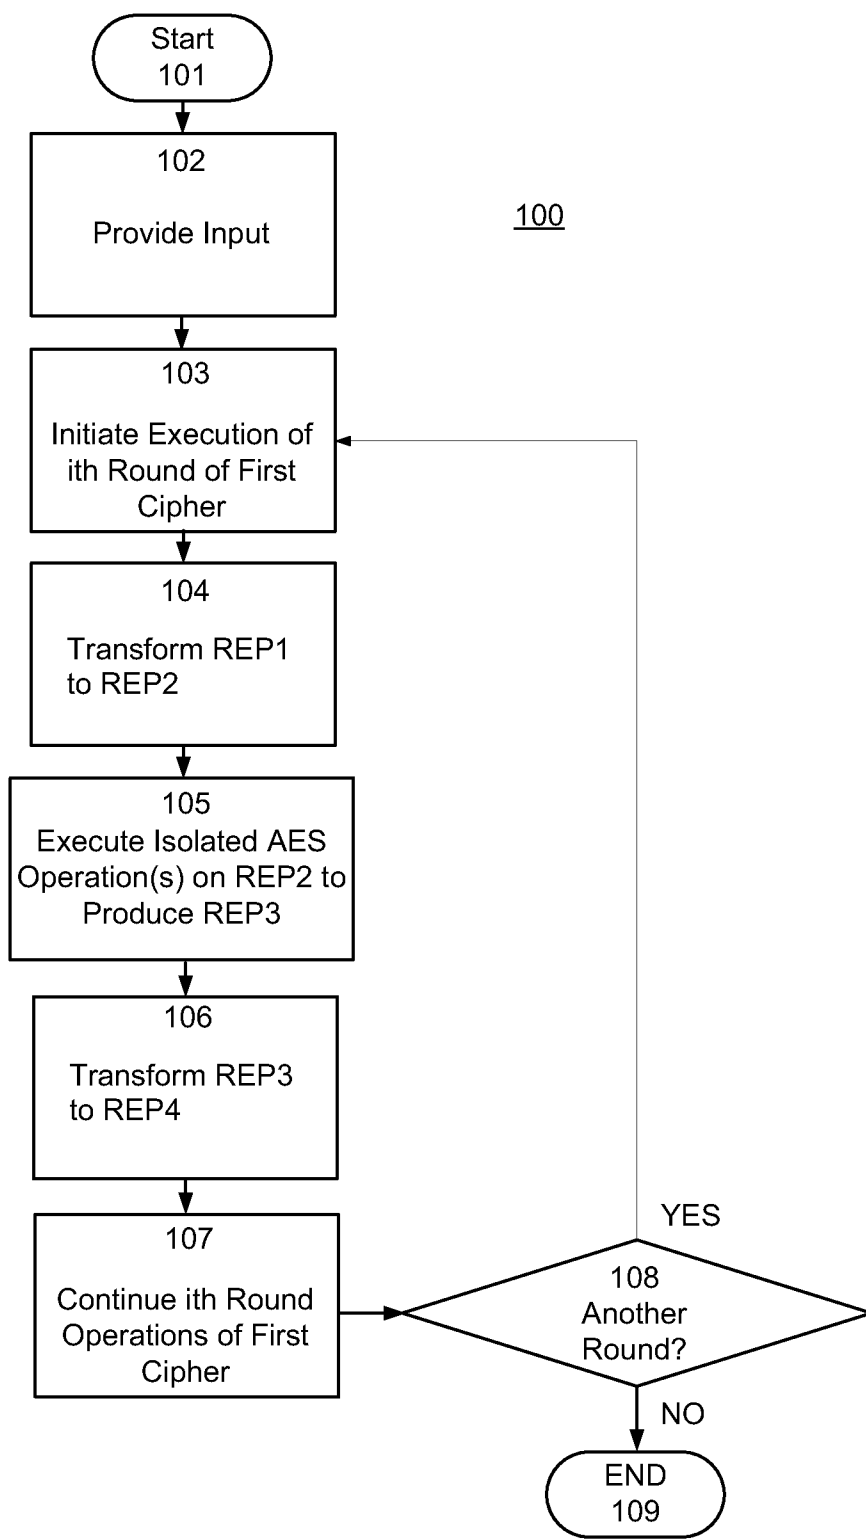 Start
101
102
Provide Input
100
103
Initiate Execution of
ith Round of First
Cipher
104
Transform REP1
to REP2
105
Execute Isolated AES
Operation(s) on REP2 to
Produce REP3
106
Transform REP3
to REP4
107
Continue ith Round
Operations of First
Cipher
YES
108
Another
Round?
NO
END
109